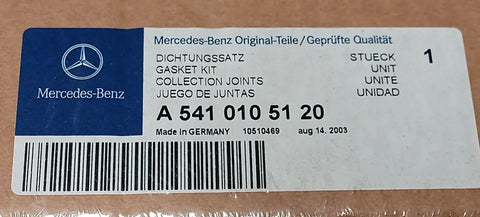 Mercedes-Benz Original-Teile/Geprüfte Qualität
DICHTUNGSSATZ STUECK 1
GASKET KIT UNIT
COLLECTION JOINTS UNITÉ
JUEGO DE JUNTAS UNIDAD
Mercedes-Benz
A 541 010 51 20
Made in GERMANY 10510469 aug 14. 2003